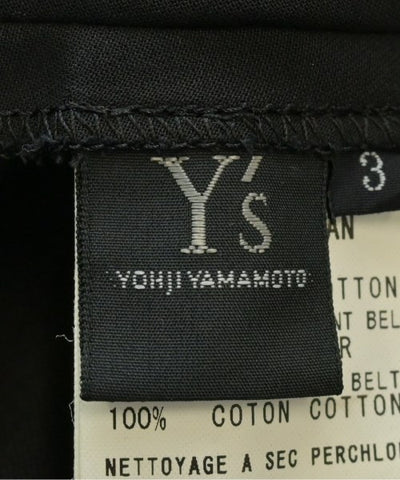 Y's
3
YOHJI YAMAMOTO
AN
OTTON
NT BEL
R
BELT
100% COTON COTTON
NETTOYAGE A SEC PERCHLO